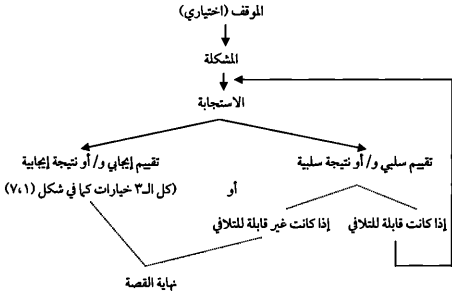 الموقف (اختياري)
المشكلة
الاستجابة
تقييم إيجابي و/ أو نتيجة إيجابية
تقييم سلبي و/ أو نتيجة سلبية
(كل الـ٣ خيارات كما في شكل (٧،١)
أو
إذا كانت غير قابلة للتلافي
إذا كانت قابلة للتلافي
نهاية القصة